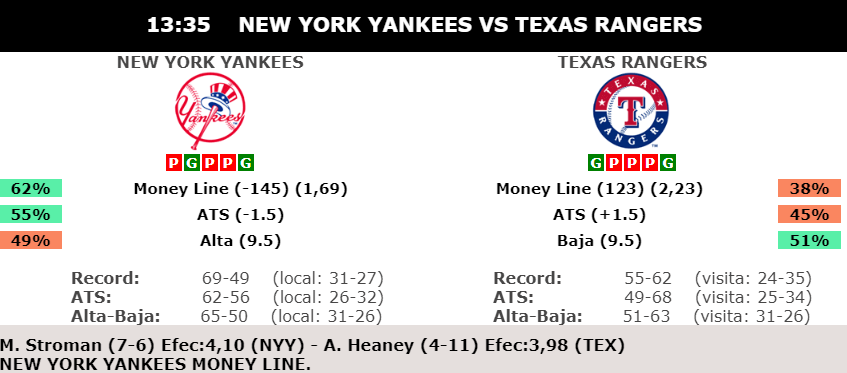 13:35 NEW YORK YANKEES VS TEXAS RANGERS
NEW YORK YANKEES TEXAS RANGERS
Yankees TEXAS T RANGERS
P G P P G G P P P G
62% Money Line (-145) (1,69) Money Line (123) (2,23) 38%
55% ATS (-1.5) ATS (+1.5) 45%
49% Alta (9.5) Baja (9.5) 51%
Record: 69-49 (local: 31-27) Record: 55-62 (visita: 24-35)
ATS: 62-56 (local: 26-32) ATS: 49-68 (visita: 25-34)
Alta-Baja: 65-50 (local: 31-26) Alta-Baja: 51-63 (visita: 31-26)
M. Stroman (7-6) Efec:4,10 (NYY) - A. Heaney (4-11) Efec:3,98 (TEX)
NEW YORK YANKEES MONEY LINE.